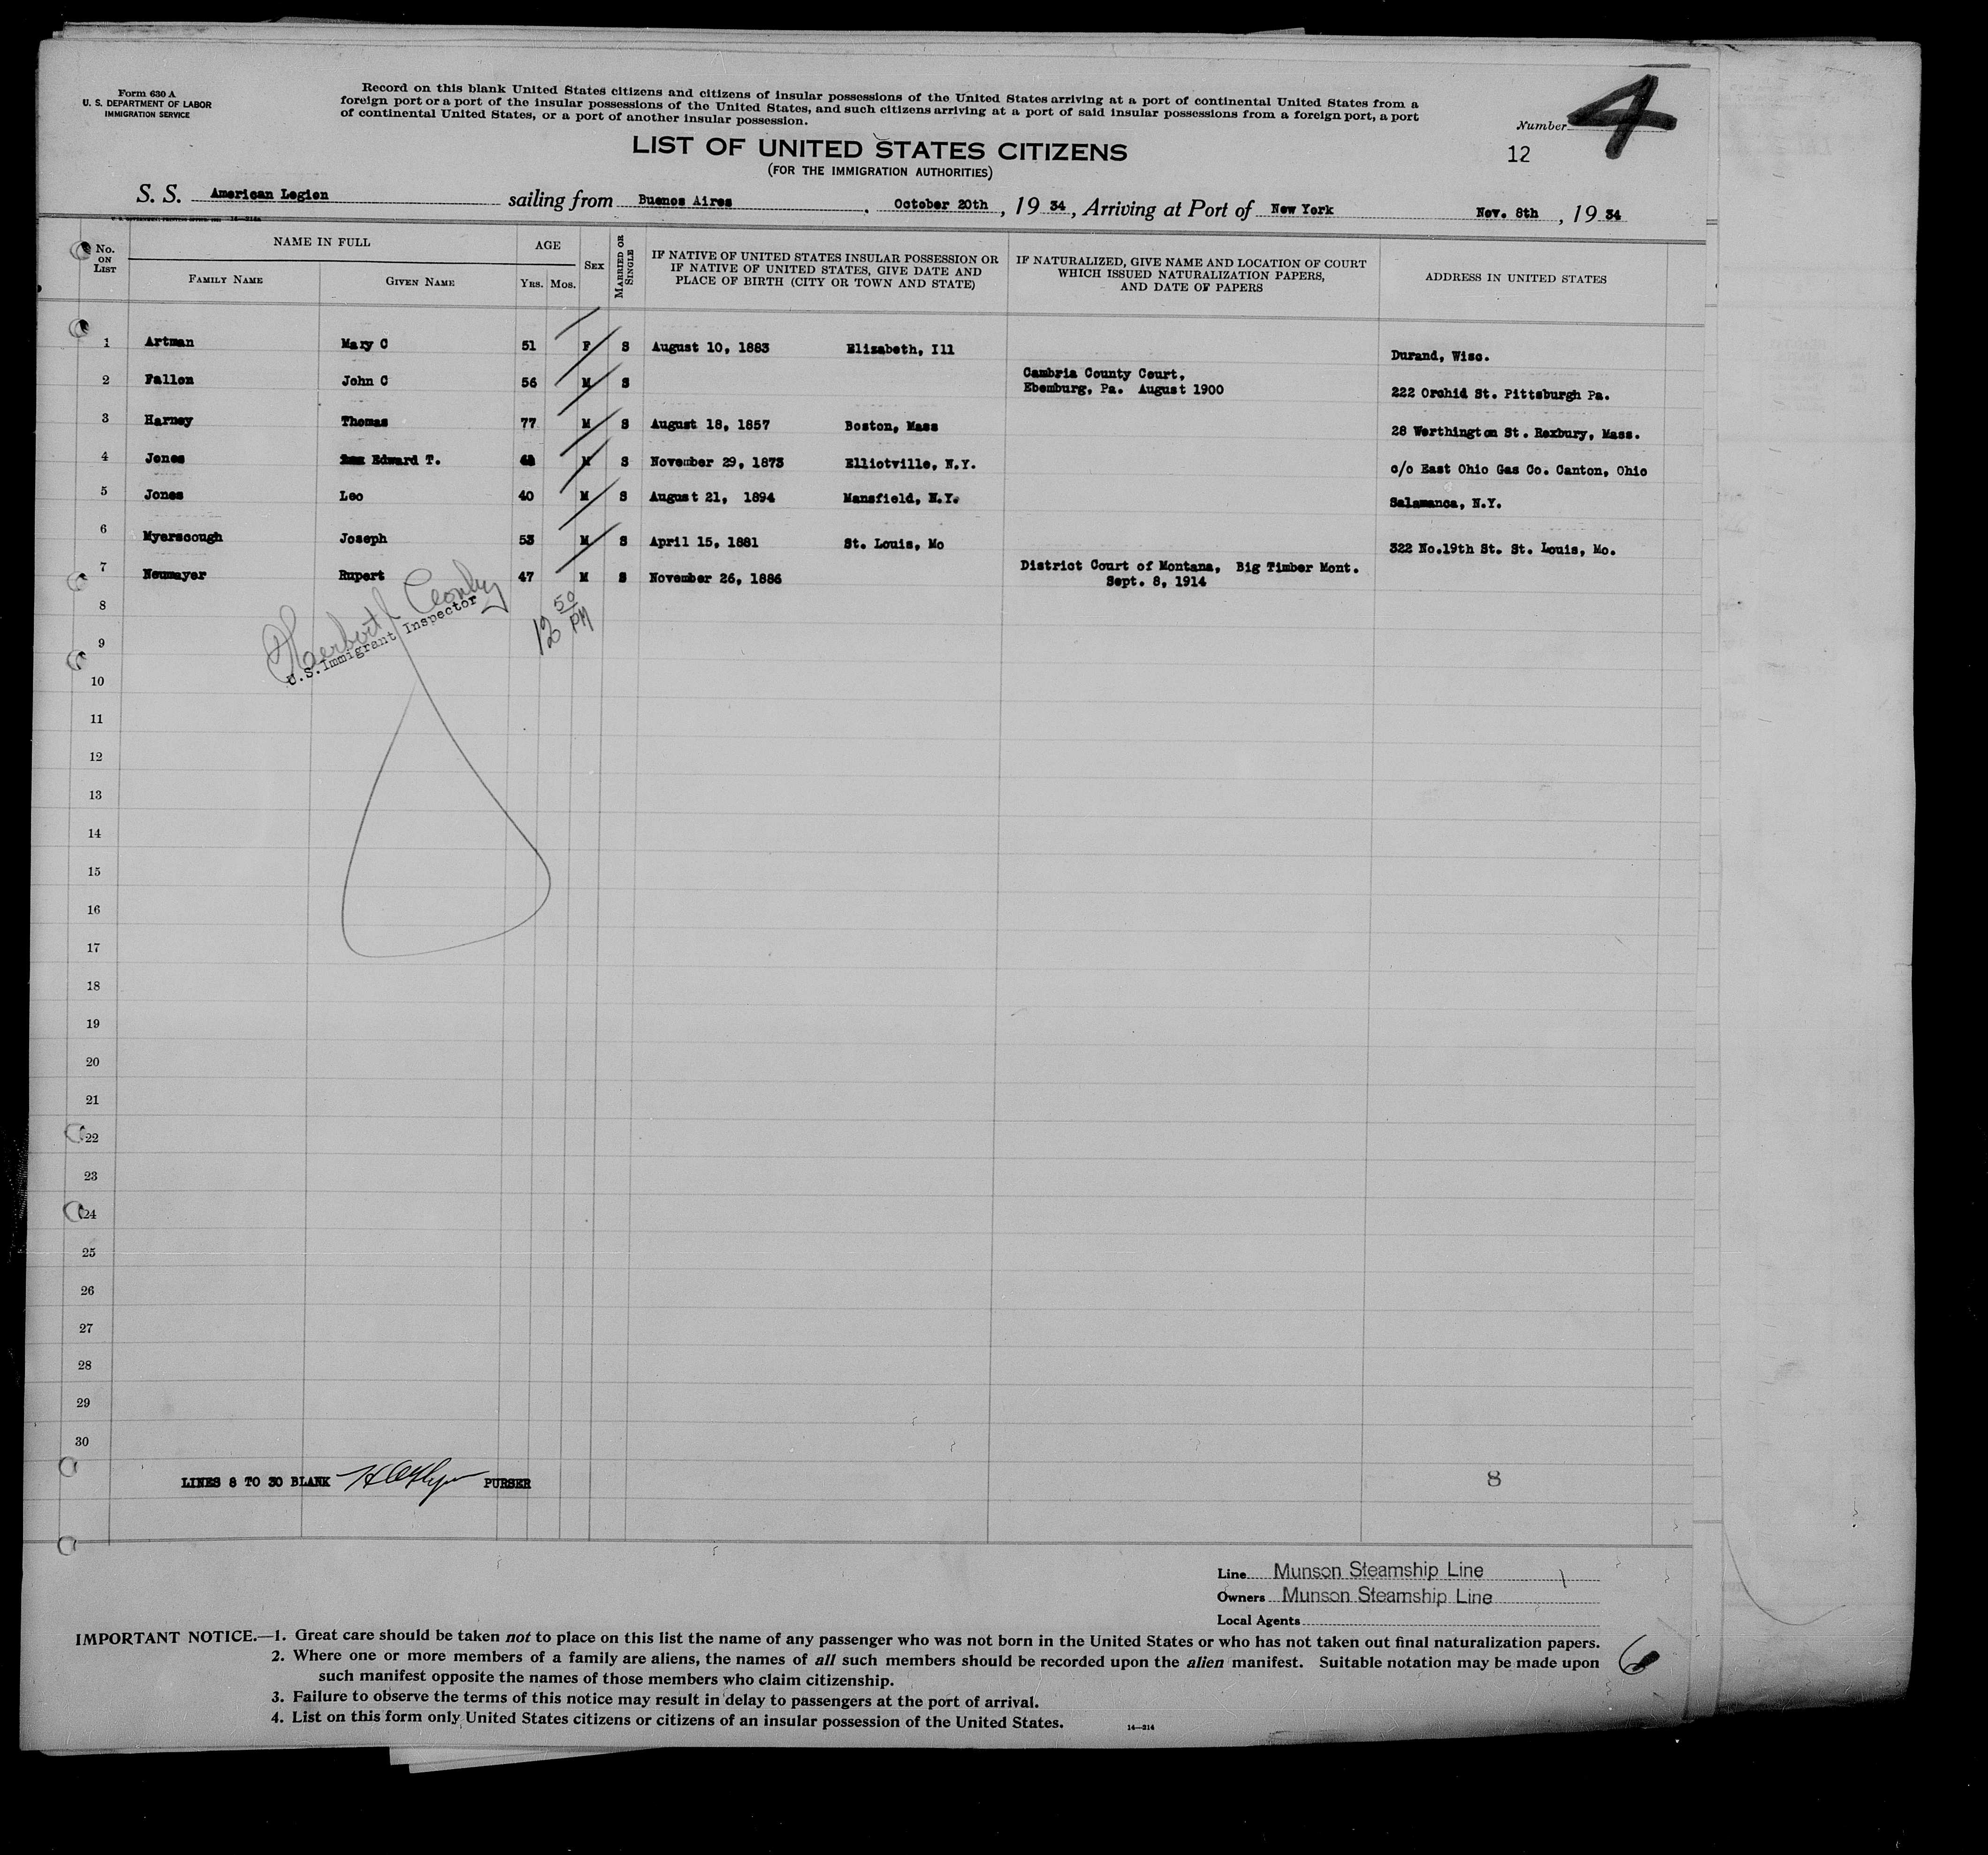 Form 630 A
U. S. DEPARTMENT OF LABOR
IMMIGRATION SERVICE
Record on this blank United States citizens and citizens of insular possessions of the United States arriving at a port of continental United States from a
foreign port or a port of the insular possessions of the United States, and such citizens arriving at a port of said insular possessions from a foreign port, a port
of continental United States, or a port of another insular possession.
Number 4
12
LIST OF UNITED STATES CITIZENS
(FOR THE IMMIGRATION AUTHORITIES)
S. S. American Legion sailing from Buenos Aires, October 20th, 19 34, Arriving at Port of New York Nov. 8th, 19 34
No. ON LIST
NAME IN FULL
FAMILY NAME GIVEN NAME
AGE
YRS. MOS.
SEX
MARRIED OR SINGLE
IF NATIVE OF UNITED STATES INSULAR POSSESSION OR
IF NATIVE OF UNITED STATES, GIVE DATE AND
PLACE OF BIRTH (CITY OR TOWN AND STATE)
IF NATURALIZED, GIVE NAME AND LOCATION OF COURT
WHICH ISSUED NATURALIZATION PAPERS,
AND DATE OF PAPERS
ADDRESS IN UNITED STATES
1 Artman Mary C 51 F S August 10, 1883 Elizabeth, Ill Durand, Wisc.
2 Fallon John C 56 M S Cambria County Court,
Ebemburg, Pa. August 1900 222 Orchid St. Pittsburgh Pa.
3 Harney Thomas 77 M S August 18, 1857 Boston, Mass 28 Worthington St. Roxbury, Mass.
4 Jones Edward T. M S November 29, 1873 Elliotville, N.Y. c/o East Ohio Gas Co. Canton, Ohio
5 Jones Leo 40 M S August 21, 1894 Mansfield, N.Y. Salamanca, N.Y.
6 Myerscough Joseph 53 M S April 15, 1881 St. Louis, Mo 322 No.19th St. St. Louis, Mo.
7 Neumayer Rupert 47 M S November 26, 1886 District Court of Montana, Big Timber Mont.
Sept. 8, 1914
Herbert
U.S. Immigrant Inspector
12 50 PM
8
9
10
11
12
13
14
15
16
17
18
19
20
21
22
23
24
25
26
27
28
29
30
LINES 8 TO 30 BLANK PURSER
8
Line Munson Steamship Line
Owners Munson Steamship Line
Local Agents
IMPORTANT NOTICE.—1. Great care should be taken not to place on this list the name of any passenger who was not born in the United States or who has not taken out final naturalization papers.
2. Where one or more members of a family are aliens, the names of all such members should be recorded upon the alien manifest. Suitable notation may be made upon
such manifest opposite the names of those members who claim citizenship.
3. Failure to observe the terms of this notice may result in delay to passengers at the port of arrival.
4. List on this form only United States citizens or citizens of an insular possession of the United States.
14—214
6